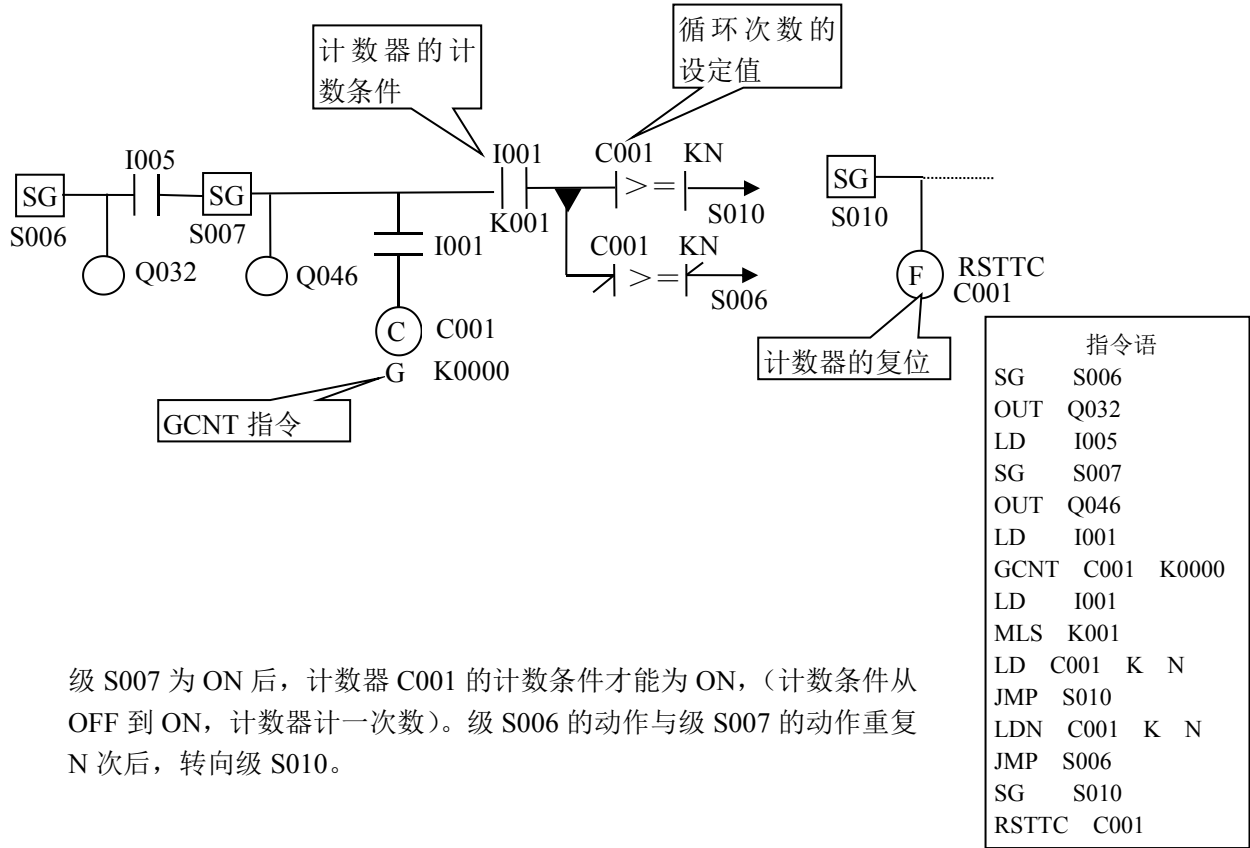 计数器的计
数条件
循环次数的
设定值
I005
I001
C001 KN
SG
SG
>=
SG
S006
S007
K001
S010
S010
Q032
Q046
I001
C001 KN
>=
S006
F RSTTC
C001
C C001
G K0000
计数器的复位
GCNT 指令
指令语
SG S006
OUT Q032
LD I005
SG S007
OUT Q046
LD I001
GCNT C001 K0000
LD I001
MLS K001
LD C001 K N
JMP S010
LDN C001 K N
JMP S006
SG S010
RSTTC C001
级 S007 为 ON 后，计数器 C001 的计数条件才能为 ON，（计数条件从
OFF 到 ON，计数器计一次数）。级 S006 的动作与级 S007 的动作重复
N 次后，转向级 S010。